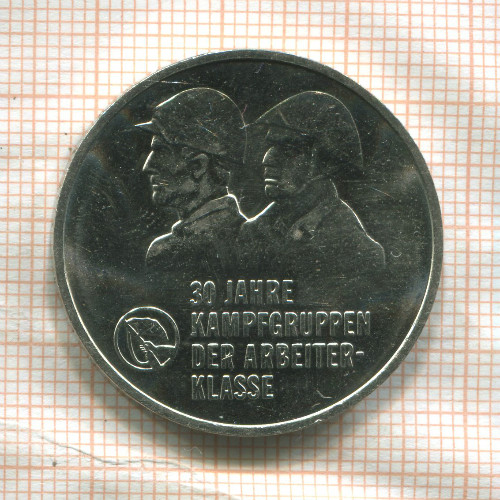 30 JAHRE
KAMPFGRUPPEN
DER ARBEITER-
KLASSE